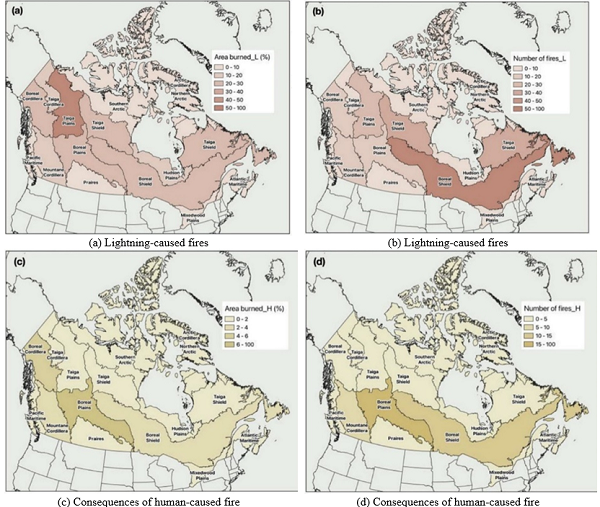 (a)
Area burned_L (%)
0 - 10
10 - 20
20 - 30
30 - 40
40 - 50
50 - 100
Boreal
Cordillera
Taiga
Cordillera
Taiga
Plains
Southern
Arctic
Northern
Arctic
Taiga
Shield
Taiga
Shield
Pacific
Maritime
Mountane
Cordillera
Boreal
Plains
Praires
Boreal
Shield
Hudson
Plains
Atlantic
Maritime
Mixedwood
Plains
(a) Lightning-caused fires
(b)
Number of fires_L
0 - 10
10 - 20
20 - 30
30 - 40
40 - 50
50 - 100
Boreal
Cordillera
Taiga
Cordillera
Taiga
Plains
Southern
Arctic
Northern
Arctic
Taiga
Shield
Taiga
Shield
Pacific
Maritime
Mountane
Cordillera
Boreal
Plains
Praires
Boreal
Shield
Hudson
Plains
Atlantic
Maritime
Mixedwood
Plains
(b) Lightning-caused fires
(c)
Area burned_H (%)
0 - 2
2 - 4
4 - 6
6 - 100
Boreal
Cordillera
Taiga
Cordillera
Taiga
Plains
Southern
Arctic
Northern
Arctic
Taiga
Shield
Taiga
Shield
Pacific
Maritime
Mountane
Cordillera
Boreal
Plains
Praires
Boreal
Shield
Hudson
Plains
Atlantic
Maritime
Mixedwood
Plains
(c) Consequences of human-caused fire
(d)
Number of fires_H
0 - 5
5 - 10
10 - 15
15 - 100
Boreal
Cordillera
Taiga
Cordillera
Taiga
Plains
Southern
Arctic
Northern
Arctic
Taiga
Shield
Taiga
Shield
Pacific
Maritime
Mountane
Cordillera
Boreal
Plains
Praires
Boreal
Shield
Hudson
Plains
Atlantic
Maritime
Mixedwood
Plains
(d) Consequences of human-caused fire